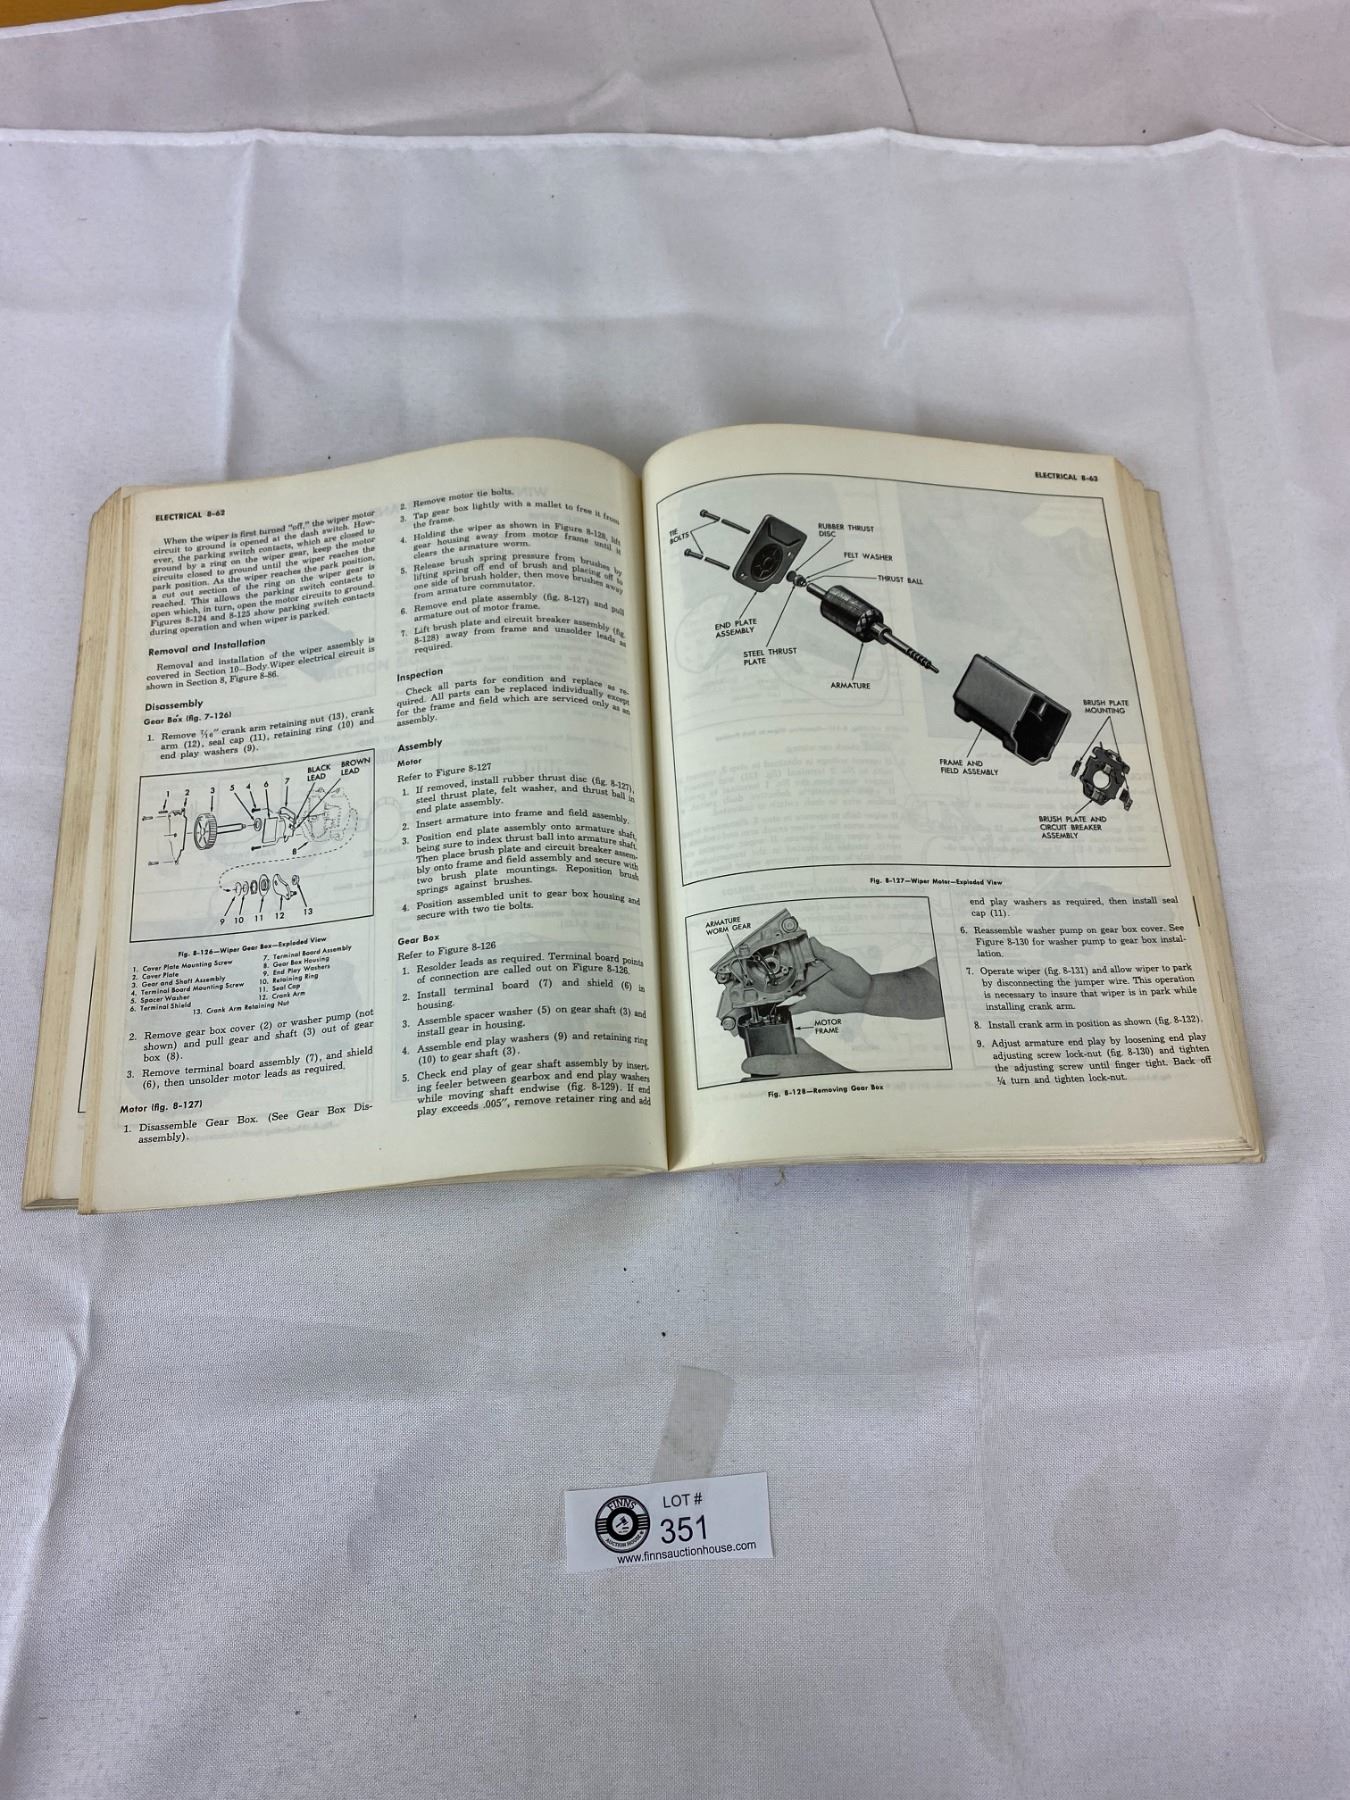 ELECTRICAL 8-62
When the wiper is first turned "off," the wiper motor
circuit to ground is opened at the dash switch. How-
ever, the parking switch contacts, which are closed to
ground by a ring on the wiper gear, keep the motor
circuits closed to ground until the wiper reaches the
park position. As the wiper reaches the park position,
a cut out section of the ring on the wiper gear is
reached. This allows the parking switch contacts to
open which, in turn, open the motor circuits to ground.
Figures 8-124 and 8-125 show parking switch contacts
during operation and when wiper is parked.
Removal and Installation
Removal and installation of the wiper assembly is
covered in Section 10—Body. Wiper electrical circuit is
shown in Section 8, Figure 8-86.
Disassembly
Gear Box (fig. 7-126)
1. Remove 7/16" crank arm retaining nut (13), crank
arm (12), seal cap (11), retaining ring (10) and
end play washers (9).
BLACK LEAD
BROWN LEAD
1 2 3 5 4 6 7
8
9 10 11 12 13
Fig. 8-126—Wiper Gear Box—Exploded View
1. Cover Plate Mounting Screw
2. Cover Plate
3. Gear and Shaft Assembly
4. Terminal Board Mounting Screw
5. Spacer Washer
6. Terminal Shield
7. Terminal Board Assembly
8. Gear Box Housing
9. End Play Washers
10. Retaining Ring
11. Seal Cap
12. Crank Arm
13. Crank Arm Retaining Nut
2. Remove gear box cover (2) or washer pump (not
shown) and pull gear and shaft (3) out of gear
box (8).
3. Remove terminal board assembly (7), and shield
(6), then unsolder motor leads as required.
Motor (fig. 8-127)
1. Disassemble Gear Box. (See Gear Box Dis-
assembly).
2. Remove motor tie bolts.
3. Tap gear box lightly with a mallet to free it from
the frame.
4. Holding the wiper as shown in Figure 8-128, lift
gear housing away from motor frame until it
clears the armature worm.
5. Release brush spring pressure from brushes by
lifting spring off end of brush and placing off to
one side of brush holder, then move brushes away
from armature commutator.
6. Remove end plate assembly (fig. 8-127) and pull
armature out of motor frame.
7. Lift brush plate and circuit breaker assembly (fig.
8-128) away from frame and unsolder leads as
required.
Inspection
Check all parts for condition and replace as re-
quired. All parts can be replaced individually except
for the frame and field which are serviced only as an
assembly.
Assembly
Motor
Refer to Figure 8-127
1. If removed, install rubber thrust disc (fig. 8-127),
steel thrust plate, felt washer, and thrust ball in
end plate assembly.
2. Insert armature into frame and field assembly.
3. Position end plate assembly onto armature shaft,
being sure to index thrust ball into armature shaft.
Then place brush plate and circuit breaker assem-
bly onto frame and field assembly and secure with
two brush plate mountings. Reposition brush
springs against brushes.
4. Position assembled unit to gear box housing and
secure with two tie bolts.
Gear Box
Refer to Figure 8-126
1. Resolder leads as required. Terminal board points
of connection are called out on Figure 8-126.
2. Install terminal board (7) and shield (6) in
housing.
3. Assemble spacer washer (5) on gear shaft (3) and
install gear in housing.
4. Assemble end play washers (9) and retaining ring
(10) to gear shaft (3).
5. Check end play of gear shaft assembly by insert-
ing feeler between gearbox and end play washers
while moving shaft endwise (fig. 8-129). If end
play exceeds .005", remove retainer ring and add
ELECTRICAL 8-63
TIE
BOLTS
RUBBER THRUST
DISC
FELT WASHER
THRUST BALL
END PLATE
ASSEMBLY
STEEL THRUST
PLATE
ARMATURE
BRUSH PLATE
MOUNTING
FRAME AND
FIELD ASSEMBLY
BRUSH PLATE AND
CIRCUIT BREAKER
ASSEMBLY
Fig. 8-127—Wiper Motor—Exploded View
ARMATURE
WORM GEAR
MOTOR
FRAME
Fig. 8-128—Removing Gear Box
end play washers as required, then install seal
cap (11).
6. Reassemble washer pump on gear box cover. See
Figure 8-130 for washer pump to gear box instal-
lation.
7. Operate wiper (fig. 8-131) and allow wiper to park
by disconnecting the jumper wire. This operation
is necessary to insure that wiper is in park while
installing crank arm.
8. Install crank arm in position as shown (fig. 8-132).
9. Adjust armature end play by loosening end play
adjusting screw lock-nut (fig. 8-130) and tighten
the adjusting screw until finger tight. Back off
1/4 turn and tighten lock-nut.
FINNS
AUCTION HOUSE
LOT #
351
www.finnsauctionhouse.com